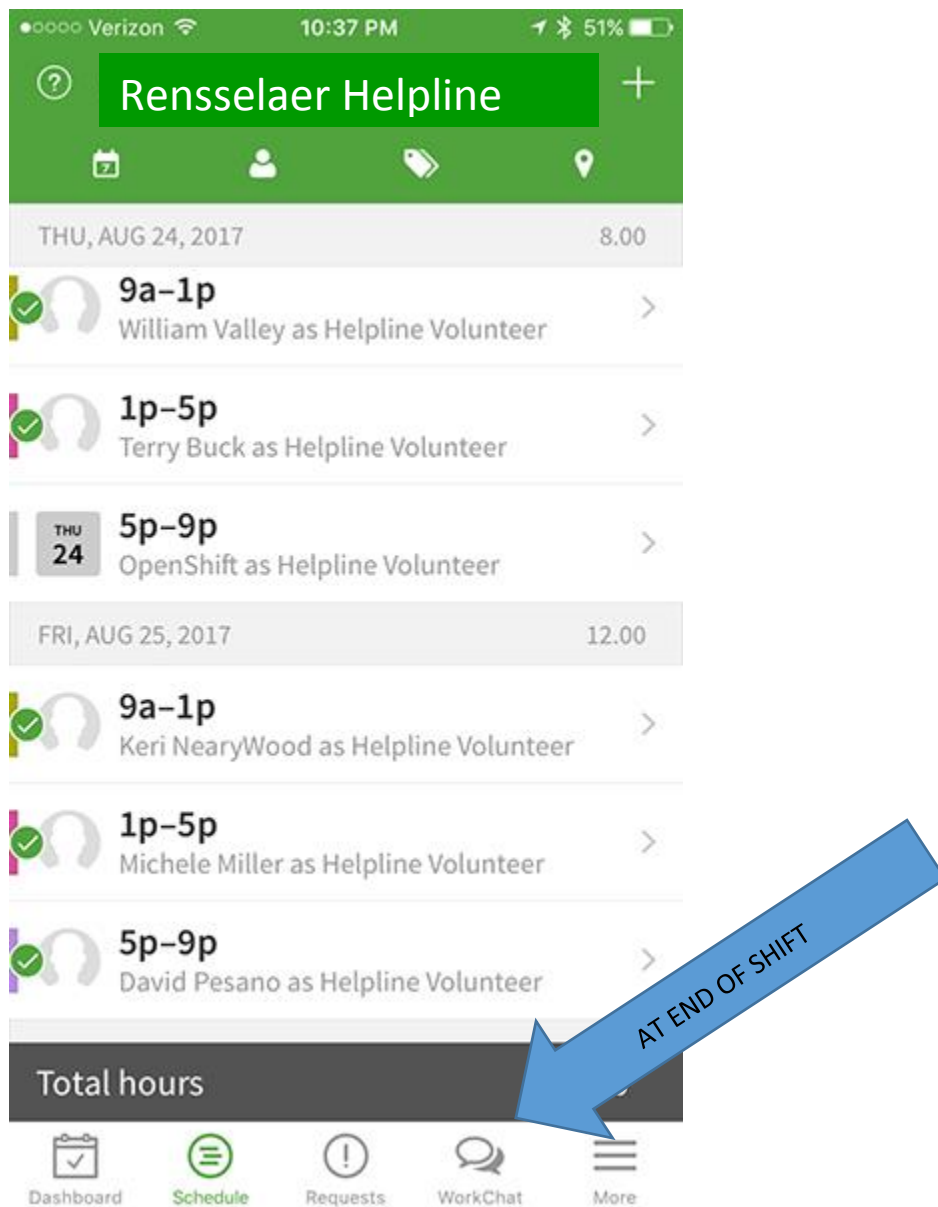 Verizon 10:37 PM 51%
Rensselaer Helpline
7
THU, AUG 24, 2017 8.00
9a–1p
William Valley as Helpline Volunteer
1p–5p
Terry Buck as Helpline Volunteer
THU
24
5p–9p
OpenShift as Helpline Volunteer
FRI, AUG 25, 2017 12.00
9a–1p
Keri NearyWood as Helpline Volunteer
1p–5p
Michele Miller as Helpline Volunteer
5p–9p
David Pesano as Helpline Volunteer
AT END OF SHIFT
Total hours
Dashboard Schedule Requests WorkChat More